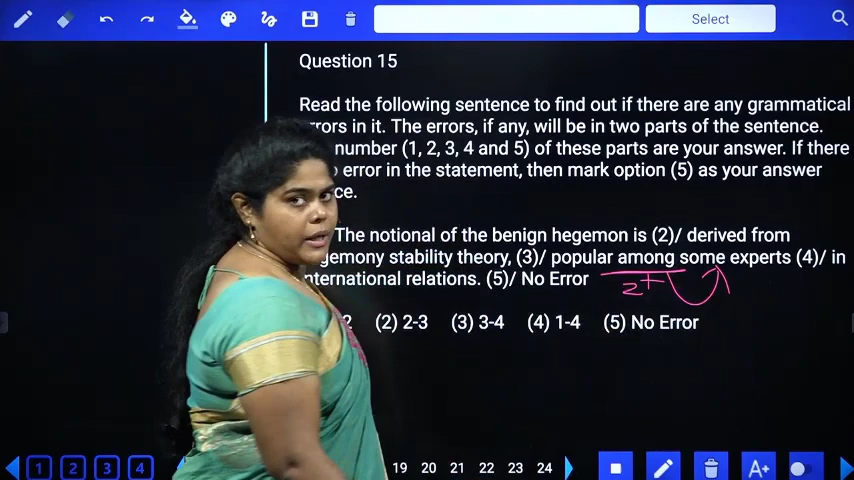 Select
Question 15
Read the following sentence to find out if there are any grammatical
errors in it. The errors, if any, will be in two parts of the sentence.
number (1, 2, 3, 4 and 5) of these parts are your answer. If there
error in the statement, then mark option (5) as your answer
The notional of the benign hegemon is (2)/ derived from
hegemony stability theory, (3)/ popular among some experts (4)/ in
international relations. (5)/ No Error
2+
2 (2) 2-3 (3) 3-4 (4) 1-4 (5) No Error
1 2 3 4 19 20 21 22 23 24 A+